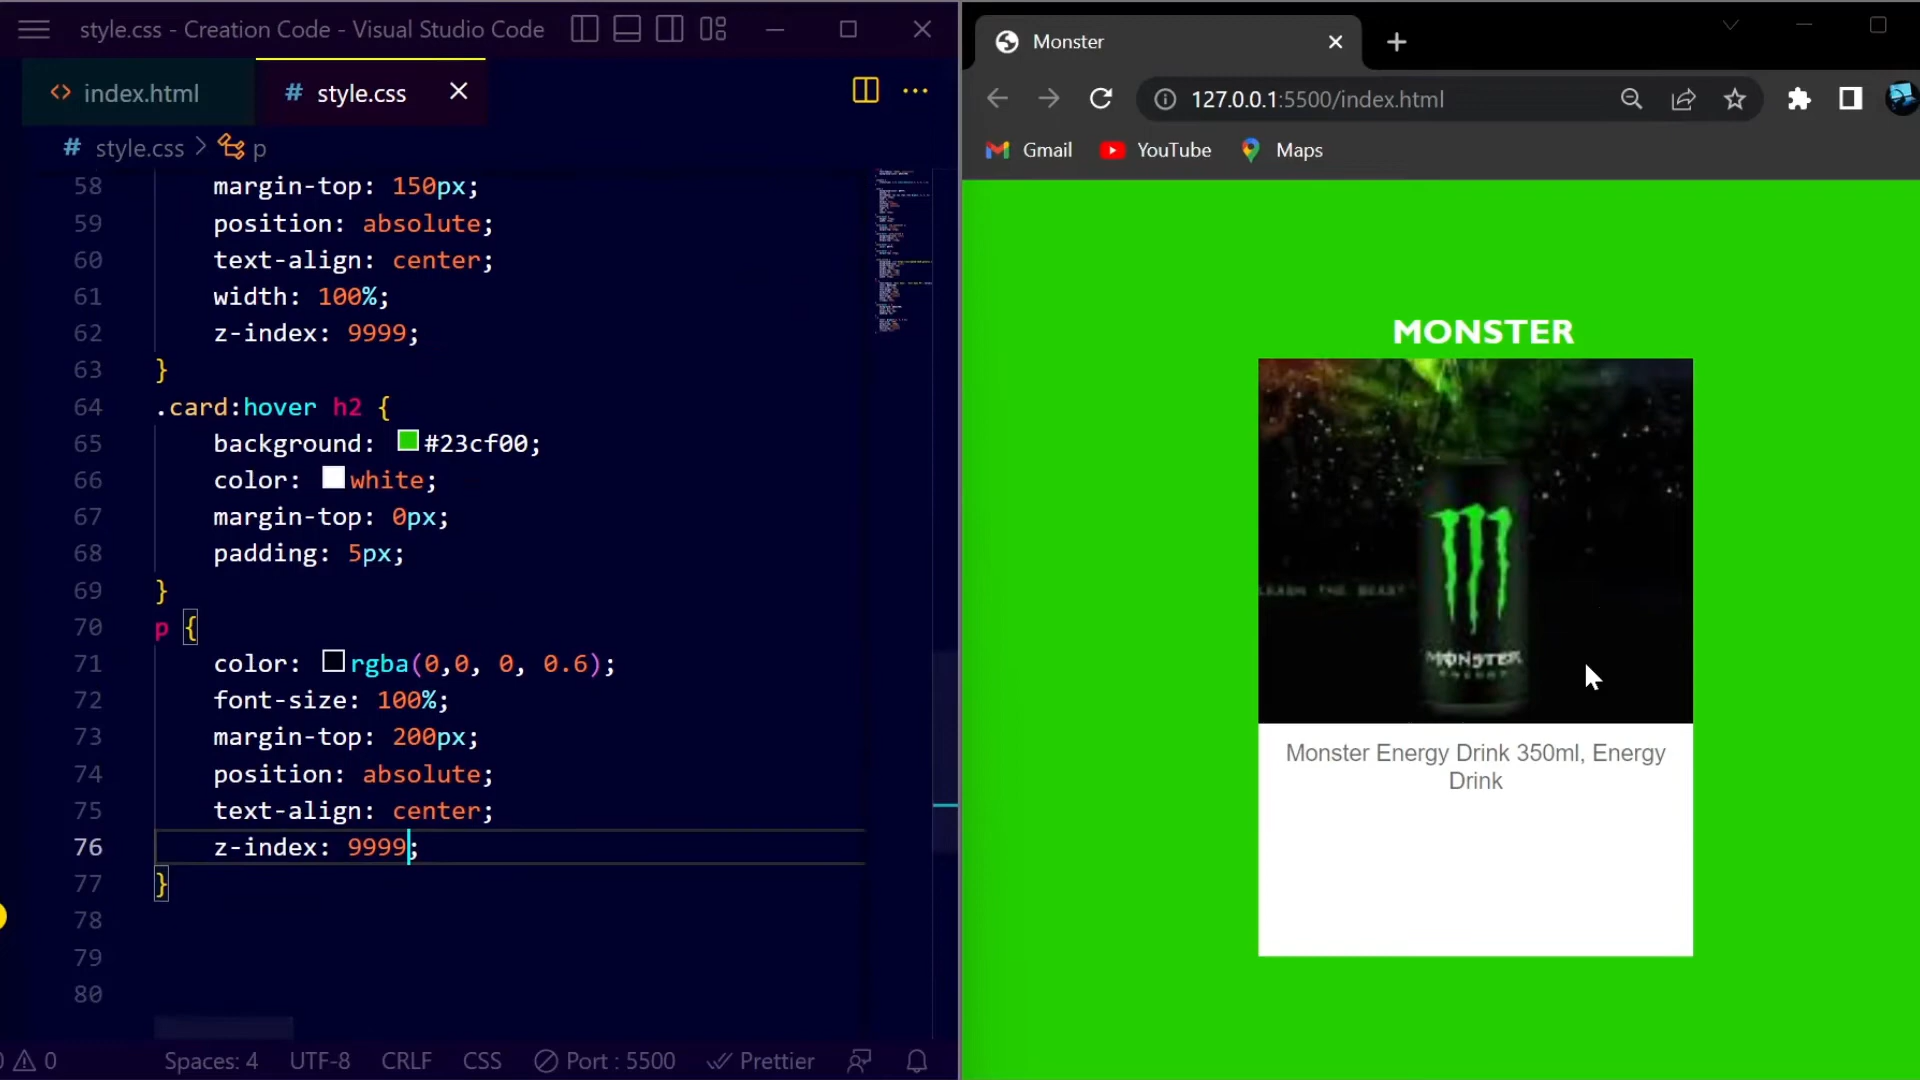 style.css - Creation Code - Visual Studio Code
<> index.html
# style.css
# style.css > p
58 margin-top: 150px;
59 position: absolute;
60 text-align: center;
61 width: 100%;
62 z-index: 9999;
63 }
64 .card:hover h2 {
65 background: #23cf00;
66 color: white;
67 margin-top: 0px;
68 padding: 5px;
69 }
70 p {
71 color: rgba(0,0, 0, 0.6);
72 font-size: 100%;
73 margin-top: 200px;
74 position: absolute;
75 text-align: center;
76 z-index: 9999;
77 }
78
79
80
0 Spaces: 4 UTF-8 CRLF CSS Port : 5500 Prettier
Monster
127.0.0.1:5500/index.html
Gmail YouTube Maps
MONSTER
LEASH THE BEAST
MONSTER
ENERGY
Monster Energy Drink 350ml, Energy
Drink